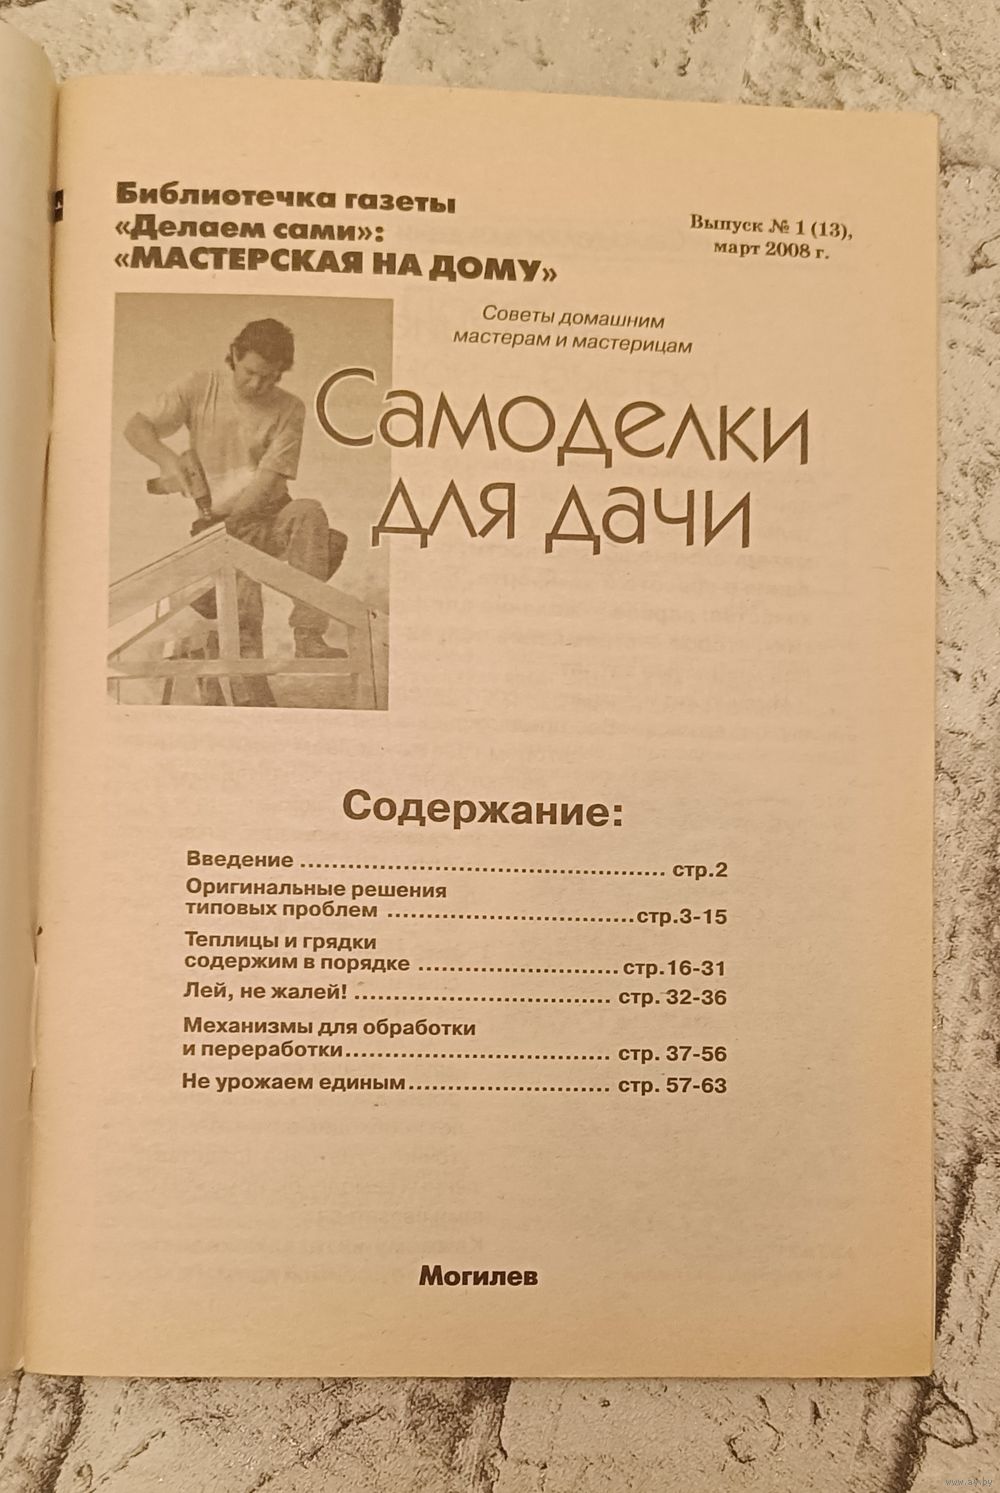 Библиотечка газеты
«Делаем сами»:
«МАСТЕРСКАЯ НА ДОМУ»
Выпуск № 1 (13),
март 2008 г.
Советы домашним
мастерам и мастерицам
Самоделки
для дачи
Содержание:
Введение .............................................. стр.2
Оригинальные решения
типовых проблем ...............................стр.3-15
Теплицы и грядки
содержим в порядке .........................стр.16-31
Лей, не жалей! ................................ стр. 32-36
Механизмы для обработки
и переработки................................. стр. 37-56
Не урожаем единым......................... стр. 57-63
Могилев
www.ay.by